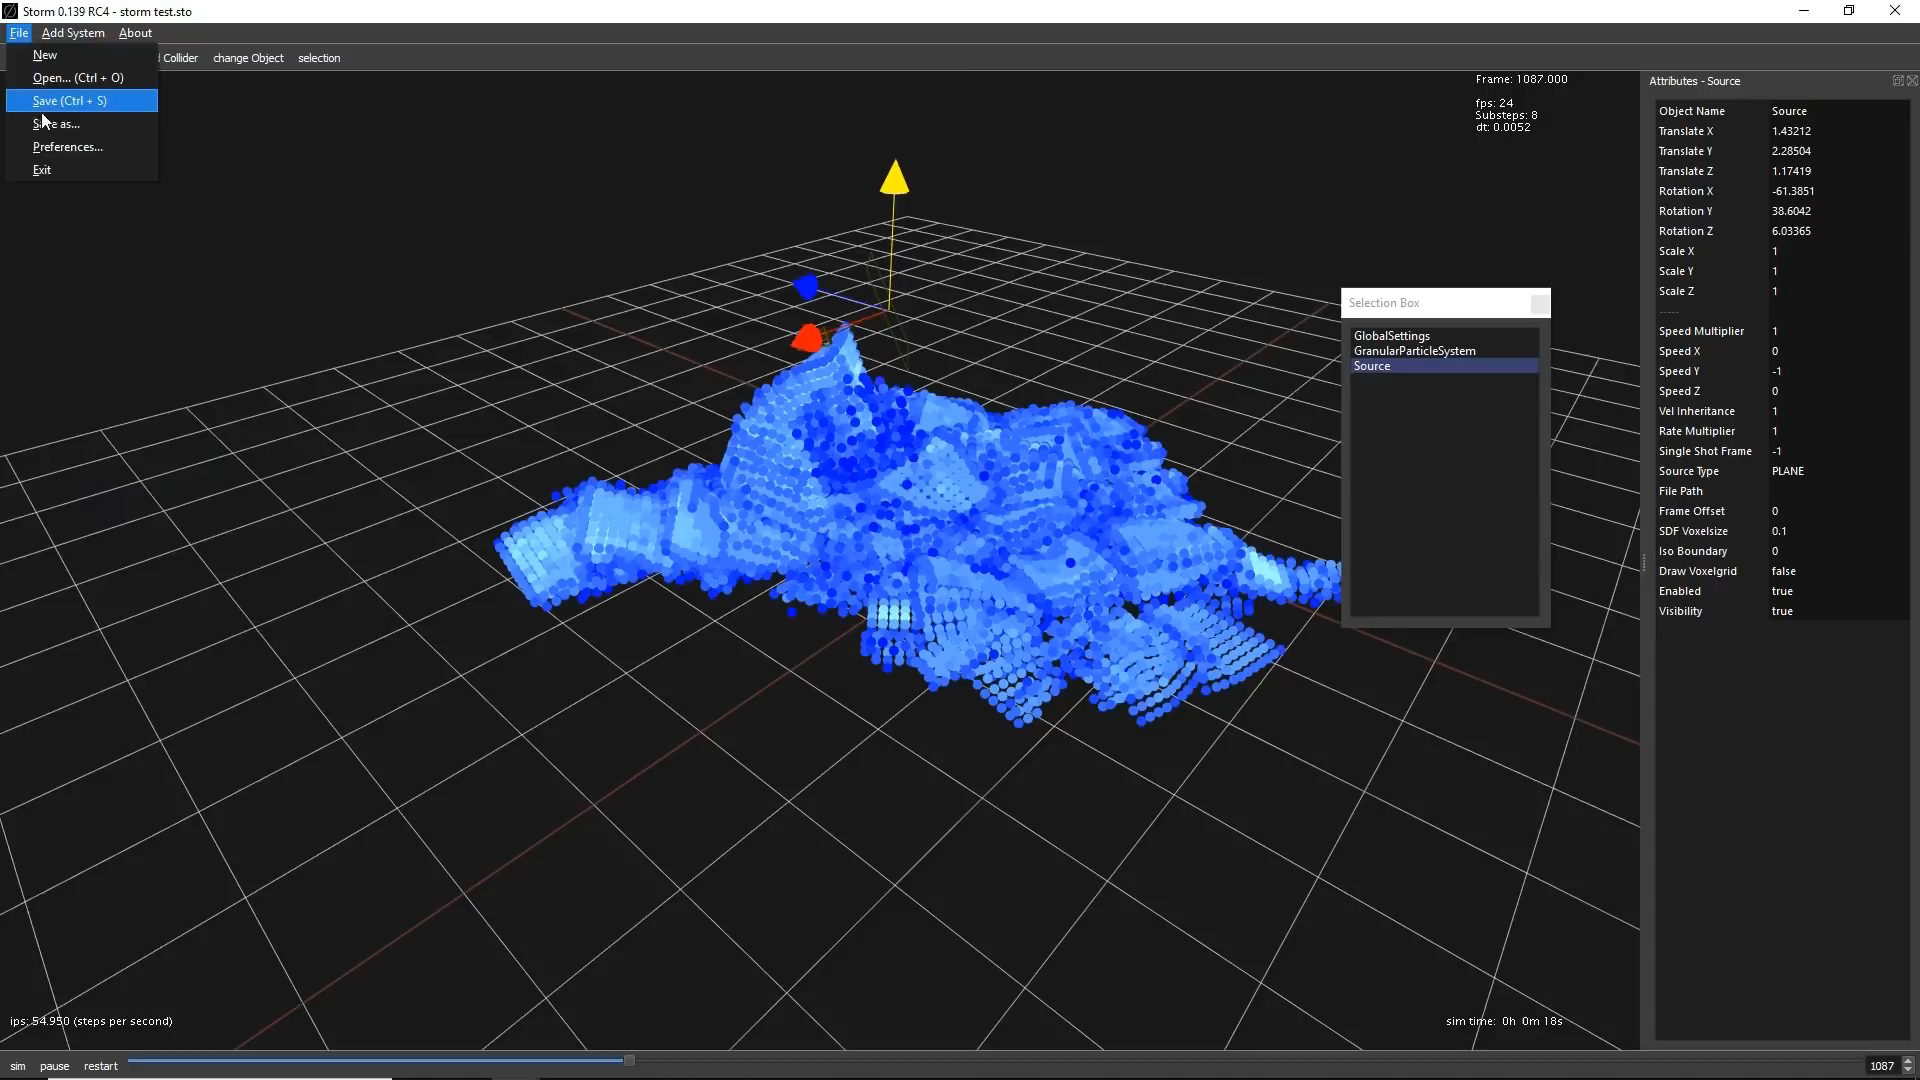 Storm 0.139 RC4 - storm test.sto
File Add System About
Collider change Object selection
New
Open... (Ctrl + O)
Save (Ctrl + S)
as...
Preferences...
Exit
Frame: 1087.000
fps: 24
Substeps: 8
dt: 0.0052
Selection Box
GlobalSettings
GranularParticleSystem
Source
Attributes - Source
Object Name Source
Translate X 1.43212
Translate Y 2.28504
Translate Z 1.17419
Rotation X -61.3851
Rotation Y 38.6042
Rotation Z 6.03365
Scale X 1
Scale Y 1
Scale Z 1
-----
Speed Multiplier 1
Speed X 0
Speed Y -1
Speed Z 0
Vel Inheritance 1
Rate Multiplier 1
Single Shot Frame -1
Source Type PLANE
File Path
Frame Offset 0
SDF Voxelsize 0.1
Iso Boundary 0
Draw Voxelgrid false
Enabled true
Visibility true
ips: 54.950 (steps per second)
sim time: 0h 0m 18s
sim pause restart
1087